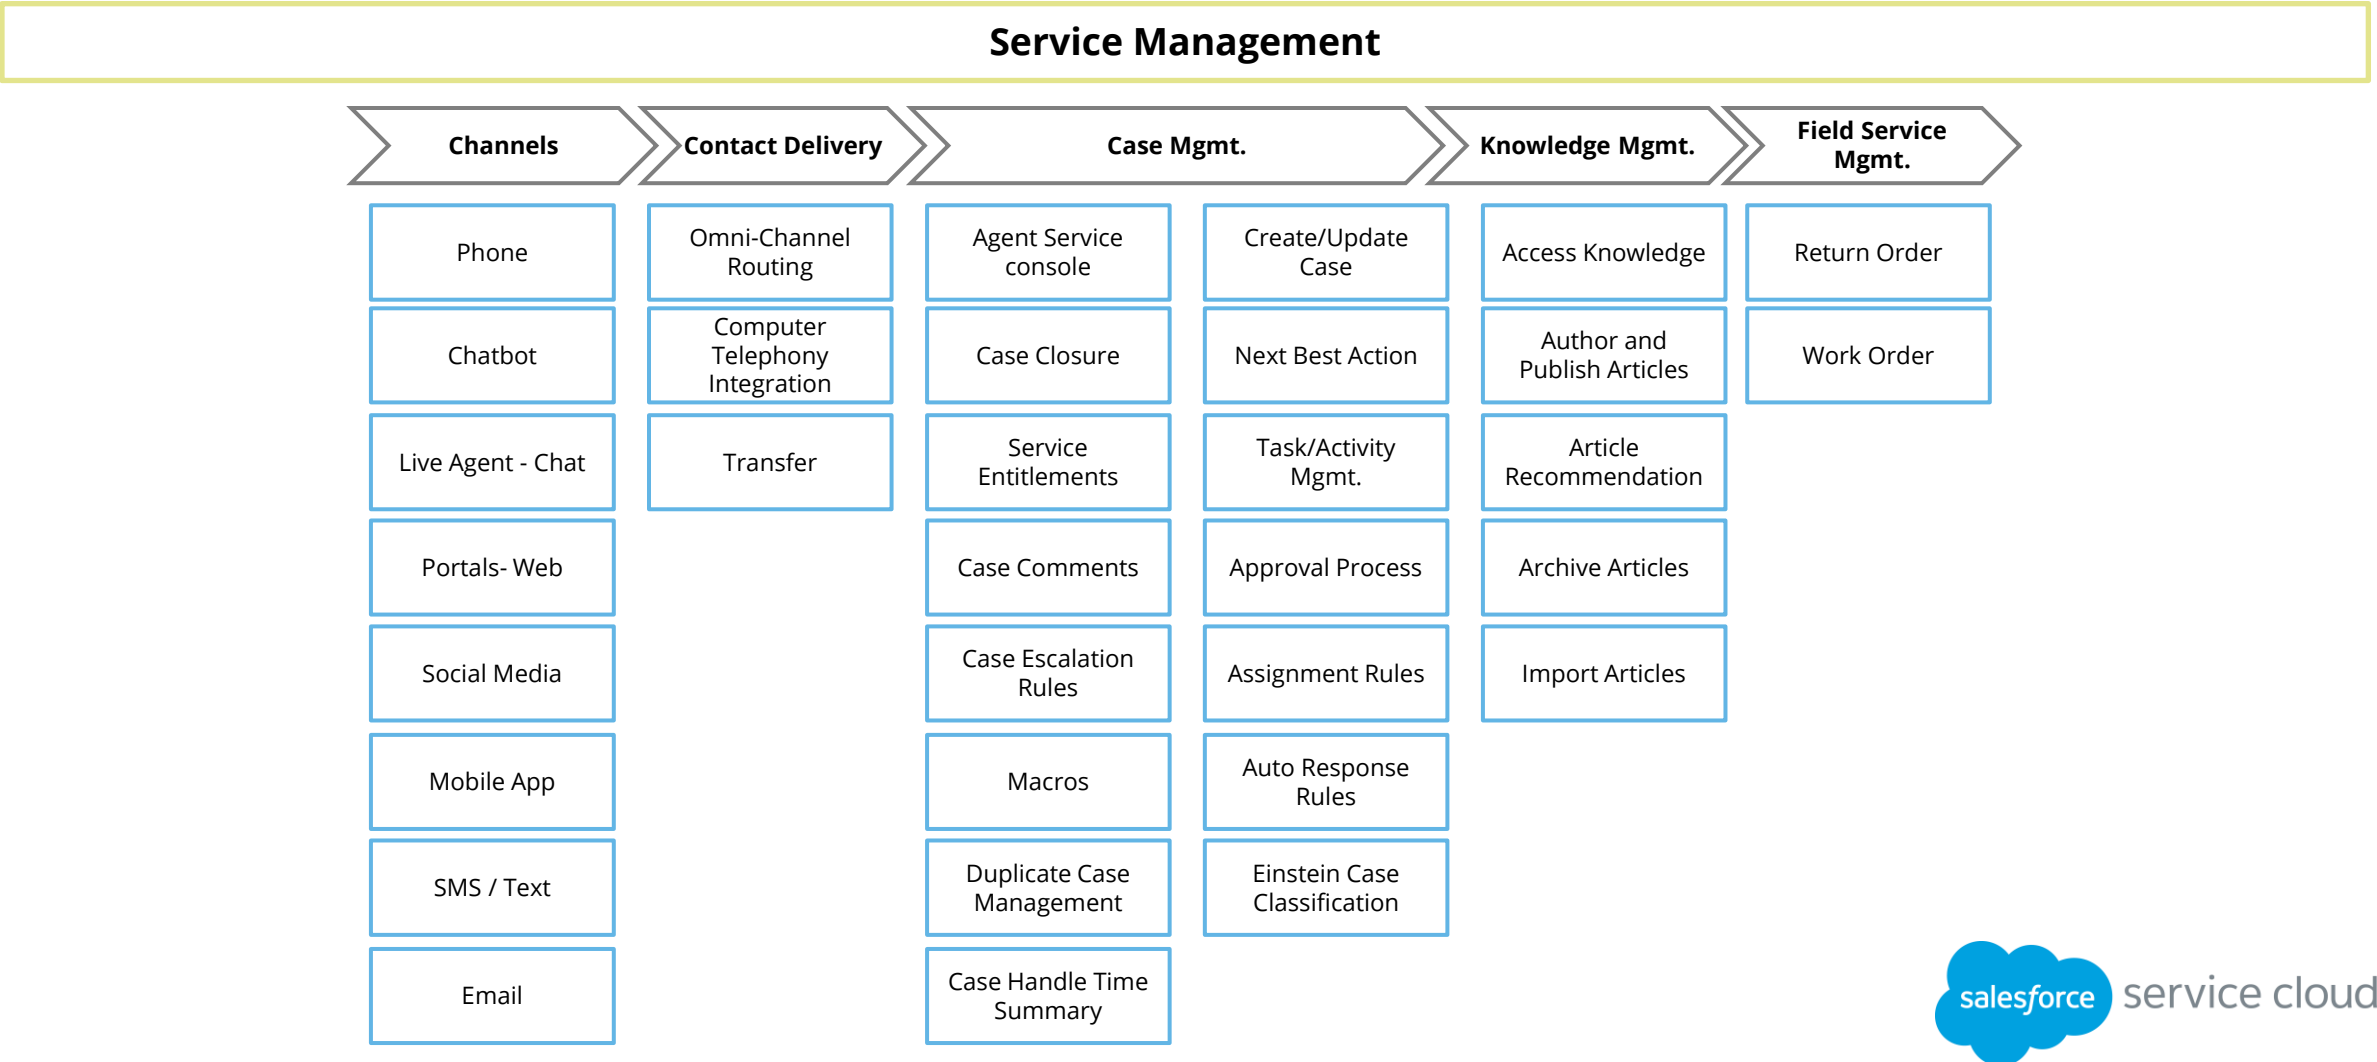 Service Management
Channels
Contact Delivery
Case Mgmt.
Knowledge Mgmt.
Field Service
Mgmt.
Phone
Chatbot
Live Agent - Chat
Portals- Web
Social Media
Mobile App
SMS / Text
Email
Omni-Channel
Routing
Computer
Telephony
Integration
Transfer
Agent Service
console
Case Closure
Service
Entitlements
Case Comments
Case Escalation
Rules
Macros
Duplicate Case
Management
Case Handle Time
Summary
Create/Update
Case
Next Best Action
Task/Activity
Mgmt.
Approval Process
Assignment Rules
Auto Response
Rules
Einstein Case
Classification
Access Knowledge
Author and
Publish Articles
Article
Recommendation
Archive Articles
Import Articles
Return Order
Work Order
salesforce service cloud